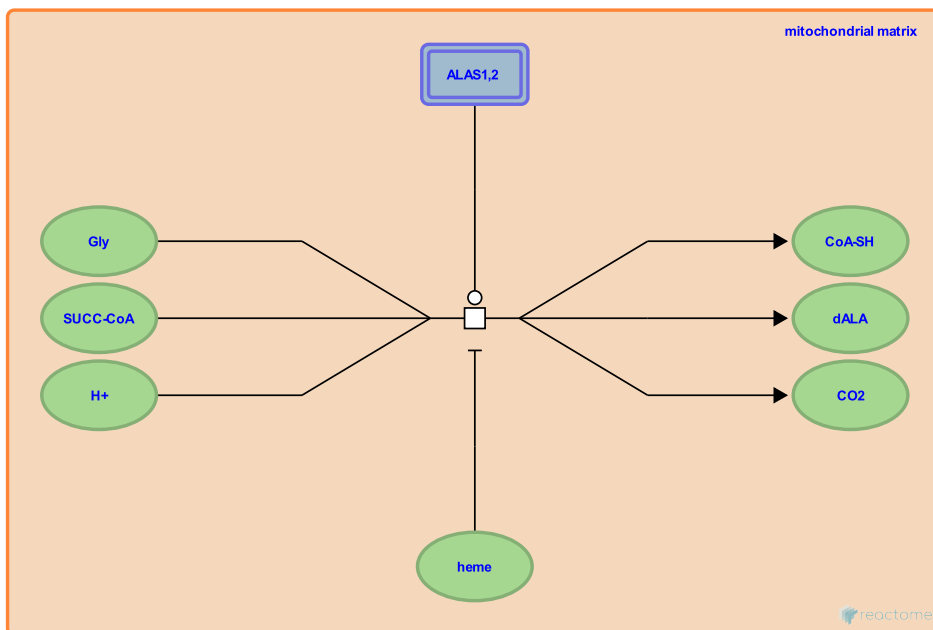 mitochondrial matrix
ALAS1,2
Gly
CoA-SH
SUCC-CoA
dALA
H+
CO2
heme
reactome